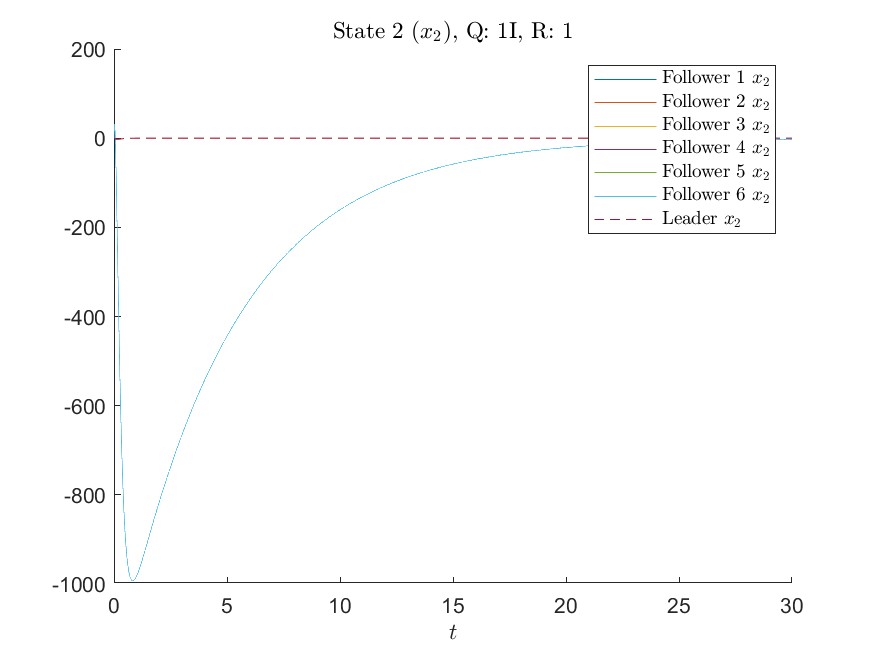 State 2 (x₂), Q: 1I, R: 1
200
0
-200
-400
-600
-800
-1000
Follower 1 x₂
Follower 2 x₂
Follower 3 x₂
Follower 4 x₂
Follower 5 x₂
Follower 6 x₂
Leader x₂
0 5 10 15 20 25 30
t